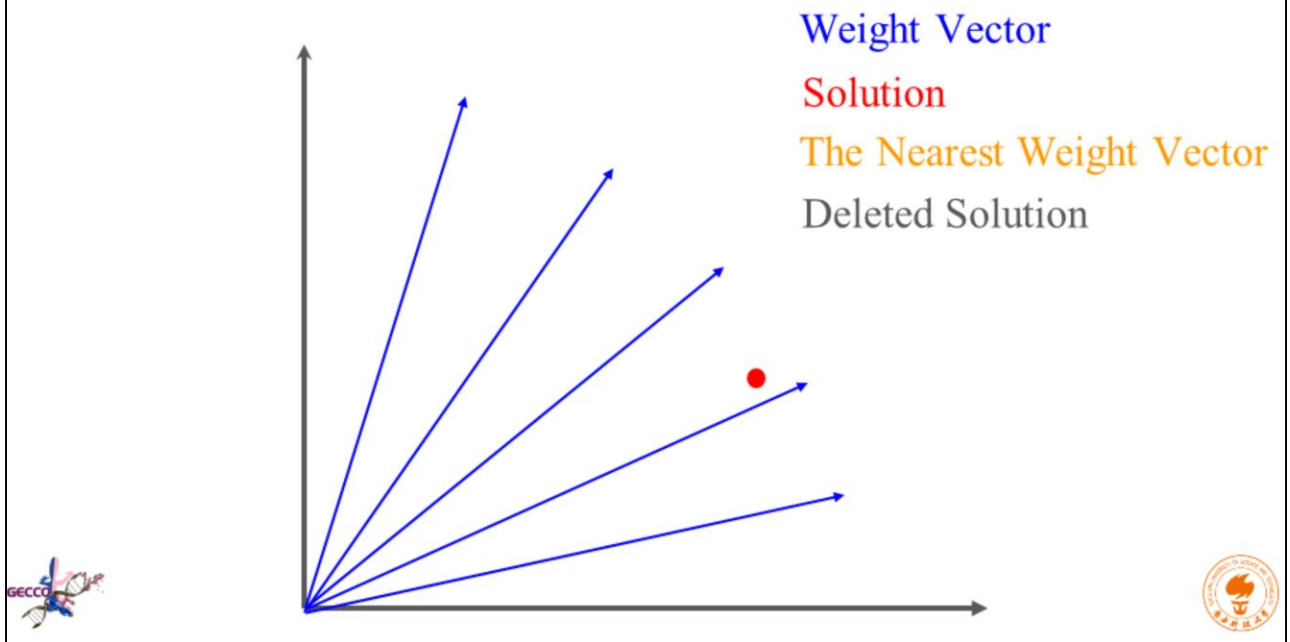 Weight Vector
Solution
The Nearest Weight Vector
Deleted Solution
GECCO